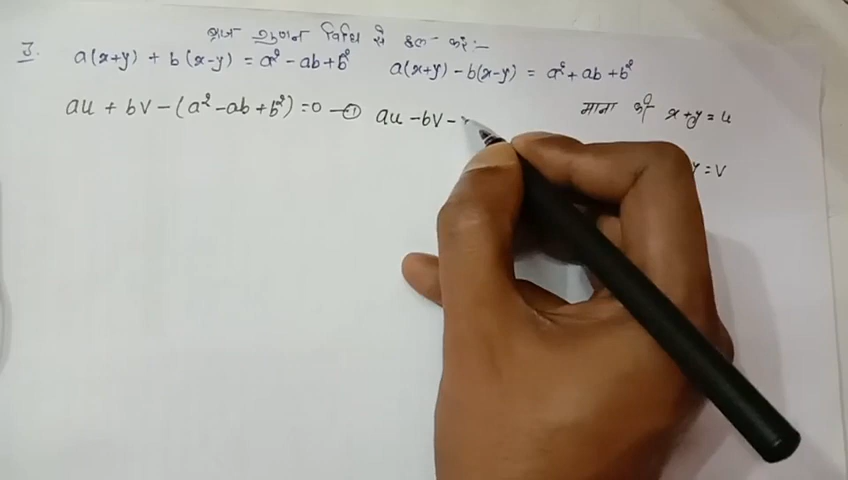 व्रज गुणन विधि से हल करें:-
3. a(x+y) + b(x-y) = a² - ab + b² a(x+y) - b(x-y) = a² + ab + b²
au + bv - (a² - ab + b²) = 0 —① au - bv - माना की x+y = u
y = v